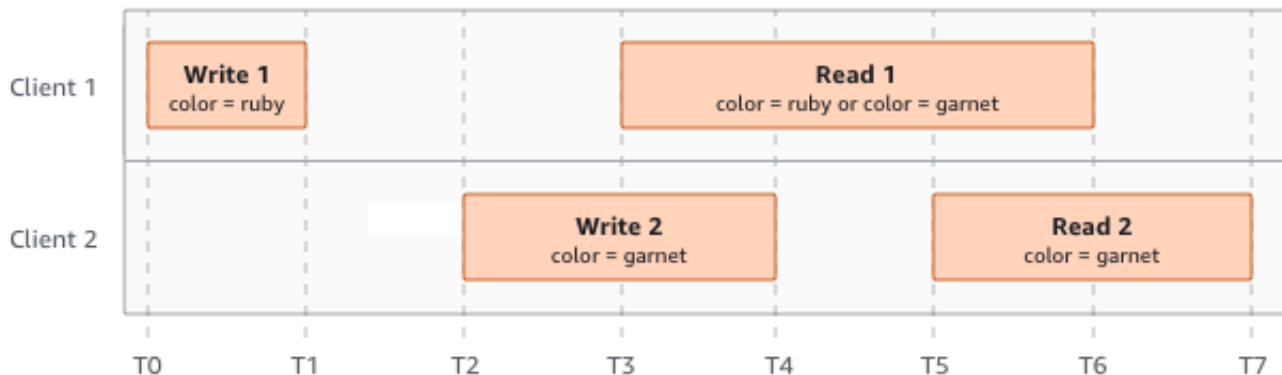 Client 1
Write 1
color = ruby
Read 1
color = ruby or color = garnet
Client 2
Write 2
color = garnet
Read 2
color = garnet
T0 T1 T2 T3 T4 T5 T6 T7